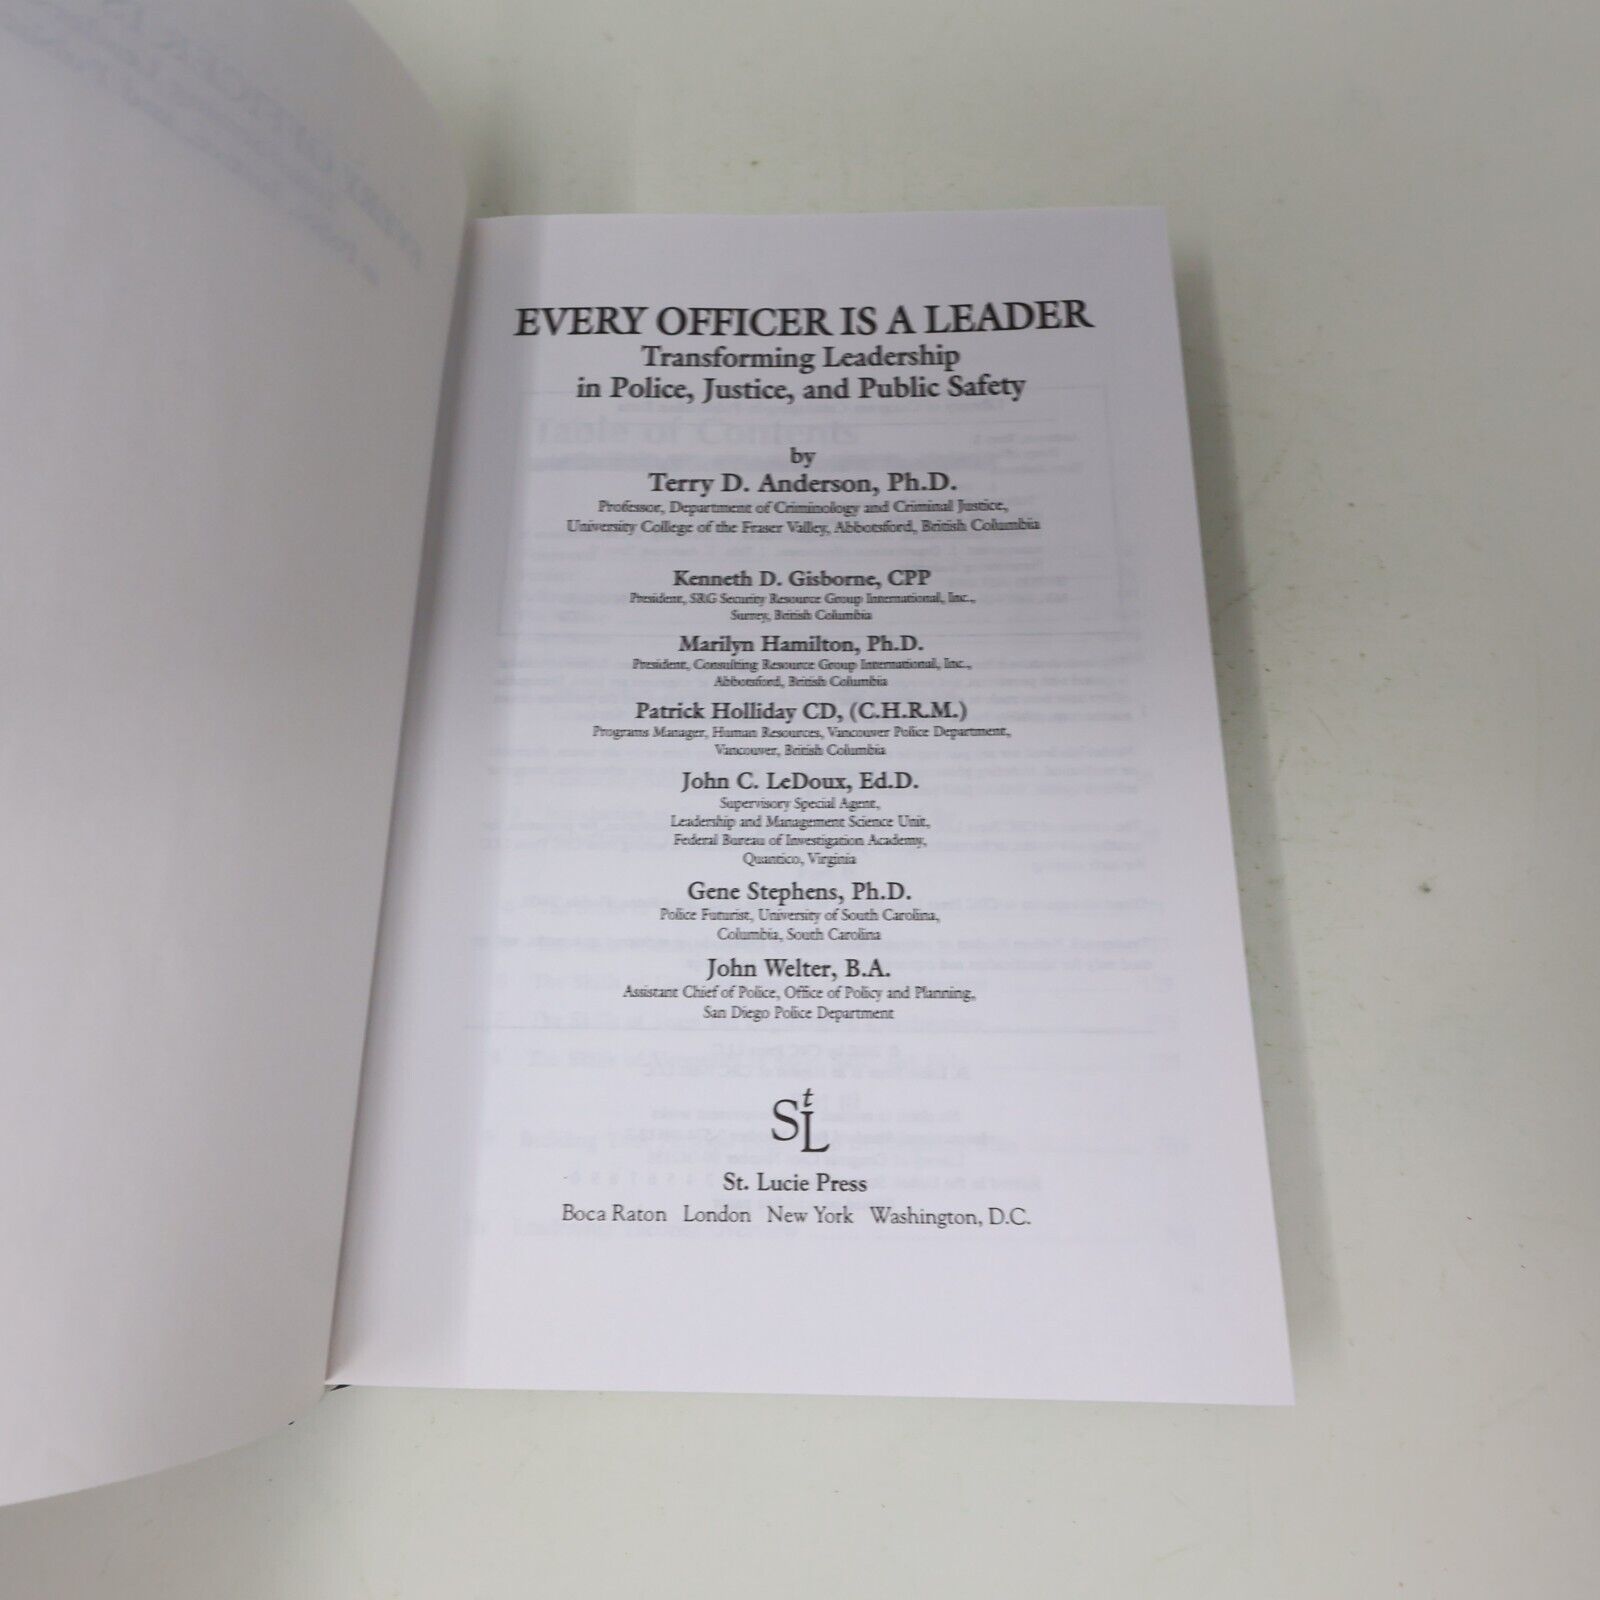 EVERY OFFICER IS A LEADER
Transforming Leadership
in Police, Justice, and Public Safety
by
Terry D. Anderson, Ph.D.
Professor, Department of Criminology and Criminal Justice,
University College of the Fraser Valley, Abbotsford, British Columbia
Kenneth D. Gisborne, CPP
President, SRG Security Resource Group International, Inc.,
Surrey, British Columbia
Marilyn Hamilton, Ph.D.
President, Consulting Resource Group International, Inc.,
Abbotsford, British Columbia
Patrick Holliday CD, (C.H.R.M.)
Programs Manager, Human Resources, Vancouver Police Department,
Vancouver, British Columbia
John C. LeDoux, Ed.D.
Supervisory Special Agent,
Leadership and Management Science Unit,
Federal Bureau of Investigation Academy,
Quantico, Virginia
Gene Stephens, Ph.D.
Police Futurist, University of South Carolina,
Columbia, South Carolina
John Welter, B.A.
Assistant Chief of Police, Office of Policy and Planning,
San Diego Police Department
StL
St. Lucie Press
Boca Raton London New York Washington, D.C.